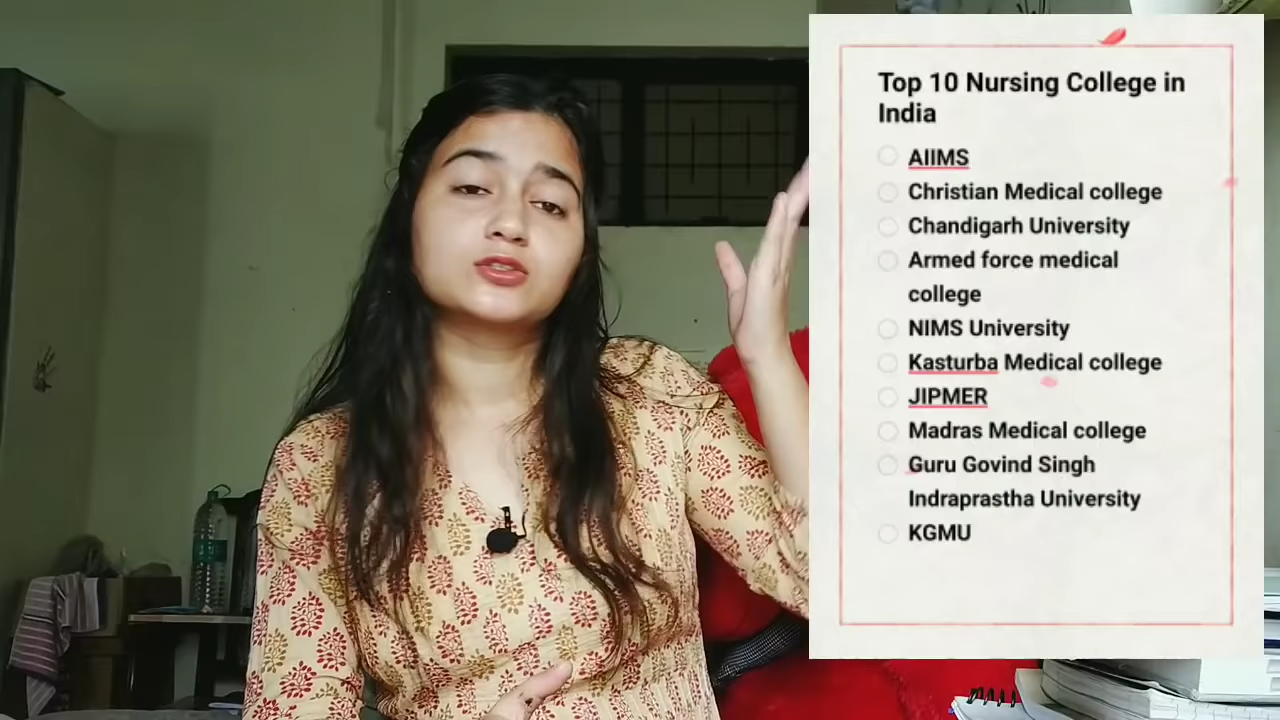 Top 10 Nursing College in
India
AIIMS
Christian Medical college
Chandigarh University
Armed force medical
college
NIMS University
Kasturba Medical college
JIPMER
Madras Medical college
Guru Govind Singh
Indraprastha University
KGMU